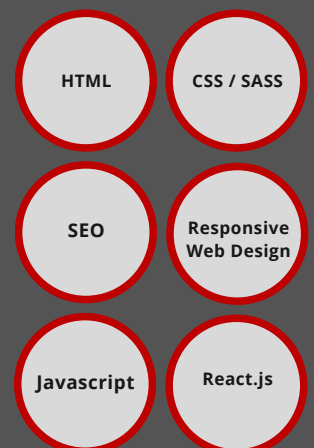 HTML
CSS / SASS
SEO
Responsive
Web Design
Javascript
React.js